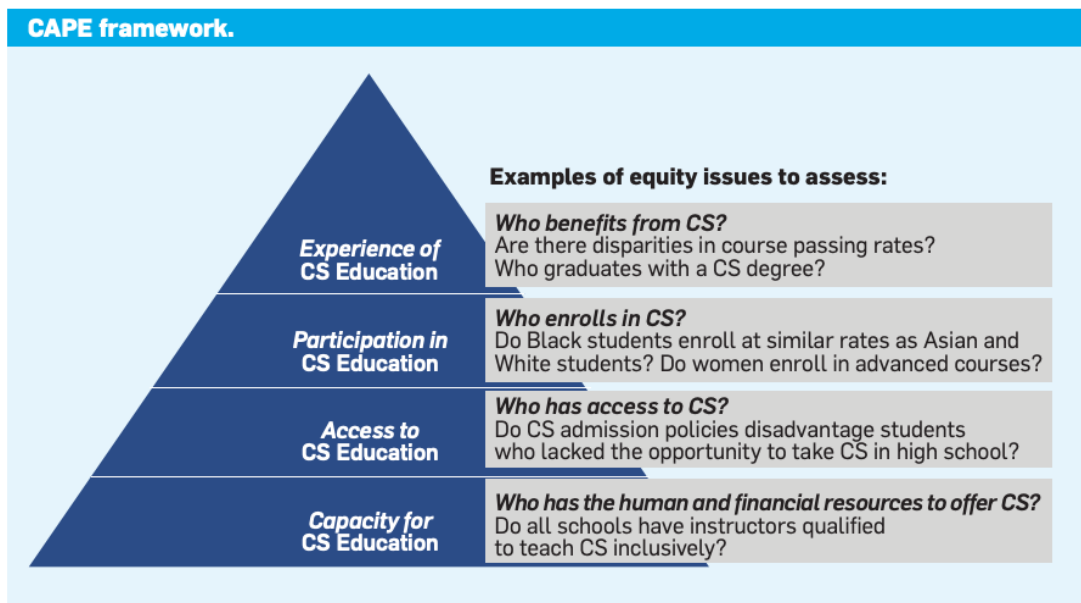 CAPE framework.
Examples of equity issues to assess:
Experience of
CS Education
Who benefits from CS?
Are there disparities in course passing rates?
Who graduates with a CS degree?
Participation in
CS Education
Who enrolls in CS?
Do Black students enroll at similar rates as Asian and
White students? Do women enroll in advanced courses?
Access to
CS Education
Who has access to CS?
Do CS admission policies disadvantage students
who lacked the opportunity to take CS in high school?
Capacity for
CS Education
Who has the human and financial resources to offer CS?
Do all schools have instructors qualified
to teach CS inclusively?